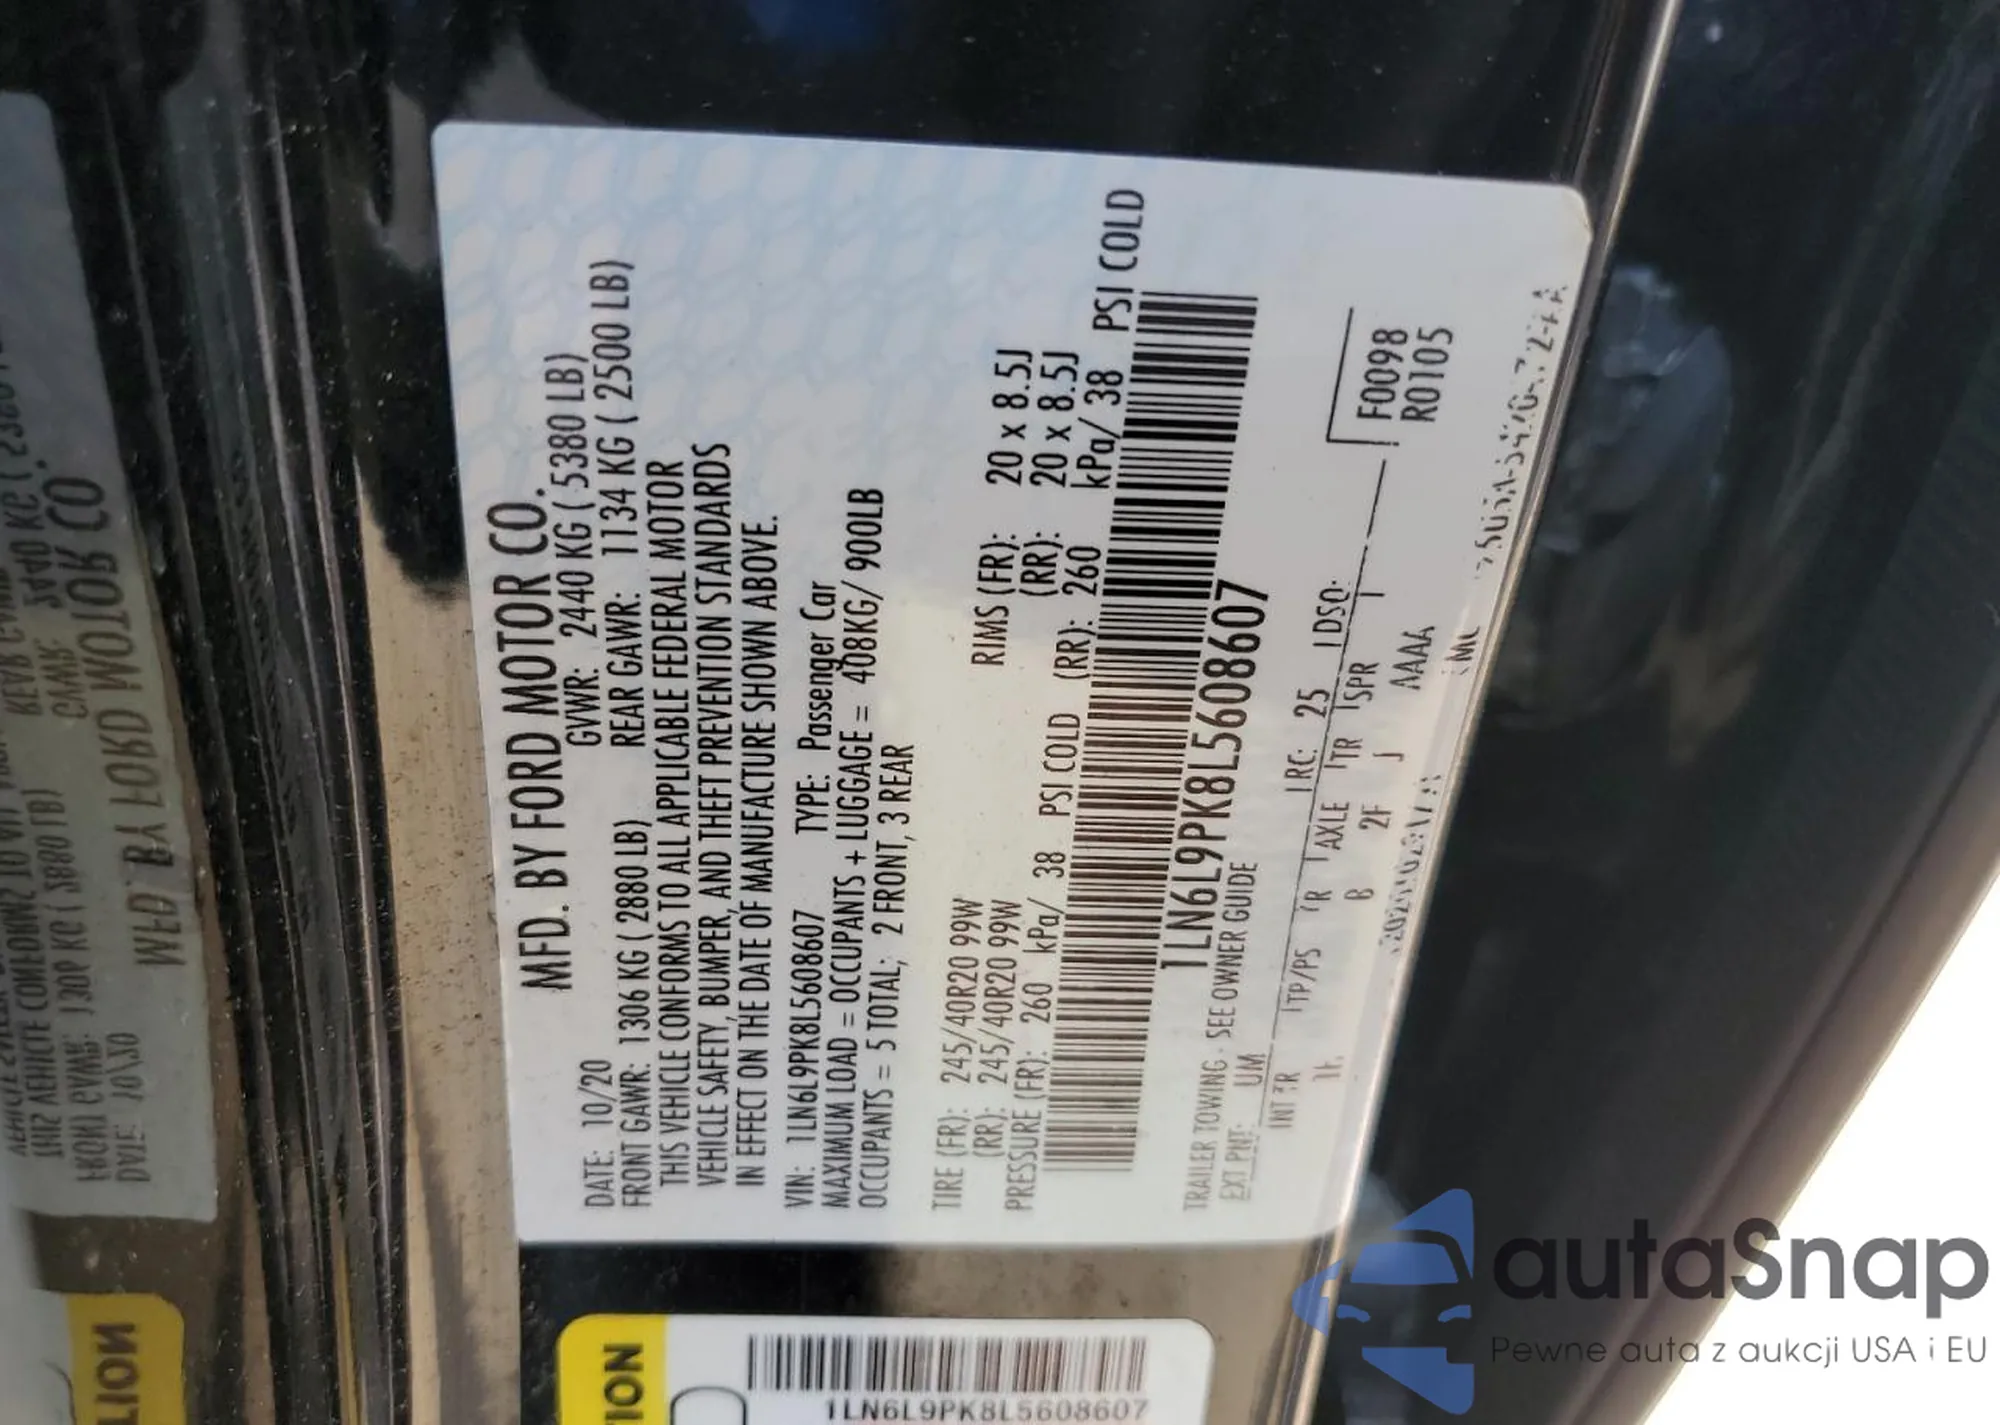 MFD. BY FORD MOTOR CO.
DATE: 10/20 GVWR: 2440 KG ( 5380 LB)
FRONT GAWR: 1306 KG ( 2880 LB) REAR GAWR: 1134 KG ( 2500 LB)
THIS VEHICLE CONFORMS TO ALL APPLICABLE FEDERAL MOTOR
VEHICLE SAFETY, BUMPER, AND THEFT PREVENTION STANDARDS
IN EFFECT ON THE DATE OF MANUFACTURE SHOWN ABOVE.
VIN: 1LN6L9PK8L5608607 TYPE: Passenger Car
MAXIMUM LOAD = OCCUPANTS + LUGGAGE = 408KG/ 900LB
OCCUPANTS = 5 TOTAL; 2 FRONT, 3 REAR
TIRE (FR): 245/40R20 99W RIMS (FR): 20 x 8.5J
(RR): 245/40R20 99W (RR): 20 x 8.5J
PRESSURE (FR): 260 kPa/ 38 PSI COLD (RR): 260 kPa/ 38 PSI COLD
1LN6L9PK8L5608607
TRAILER TOWING - SEE OWNER GUIDE
EXT PNT: UM RC: 25 DSO: F0098
INT TR TP/PS R AXLE TR SPR R0105
B 2F J AAAA
1LN6L9PK8L5608607
autaSnap
Pewne auta z aukcji USA i EU